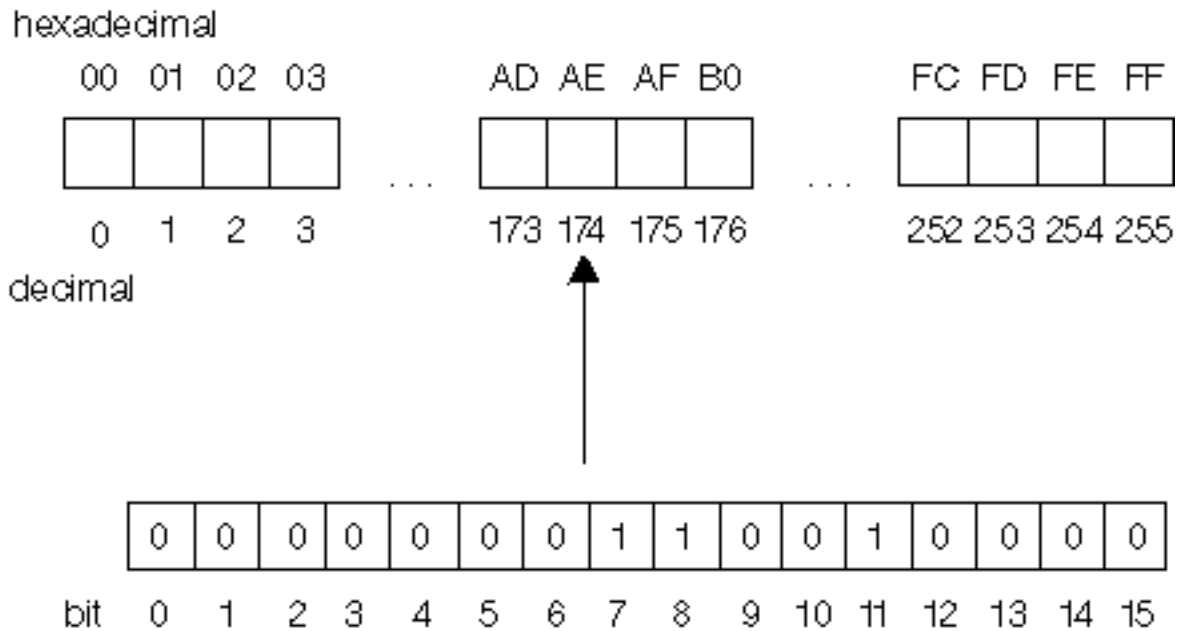 hexadecimal
00 01 02 03 AD AE AF B0 FC FD FE FF
... ...
0 1 2 3 173 174 175 176 252 253 254 255
decimal
0 0 0 0 0 0 0 1 1 0 0 1 0 0 0 0
bit 0 1 2 3 4 5 6 7 8 9 10 11 12 13 14 15